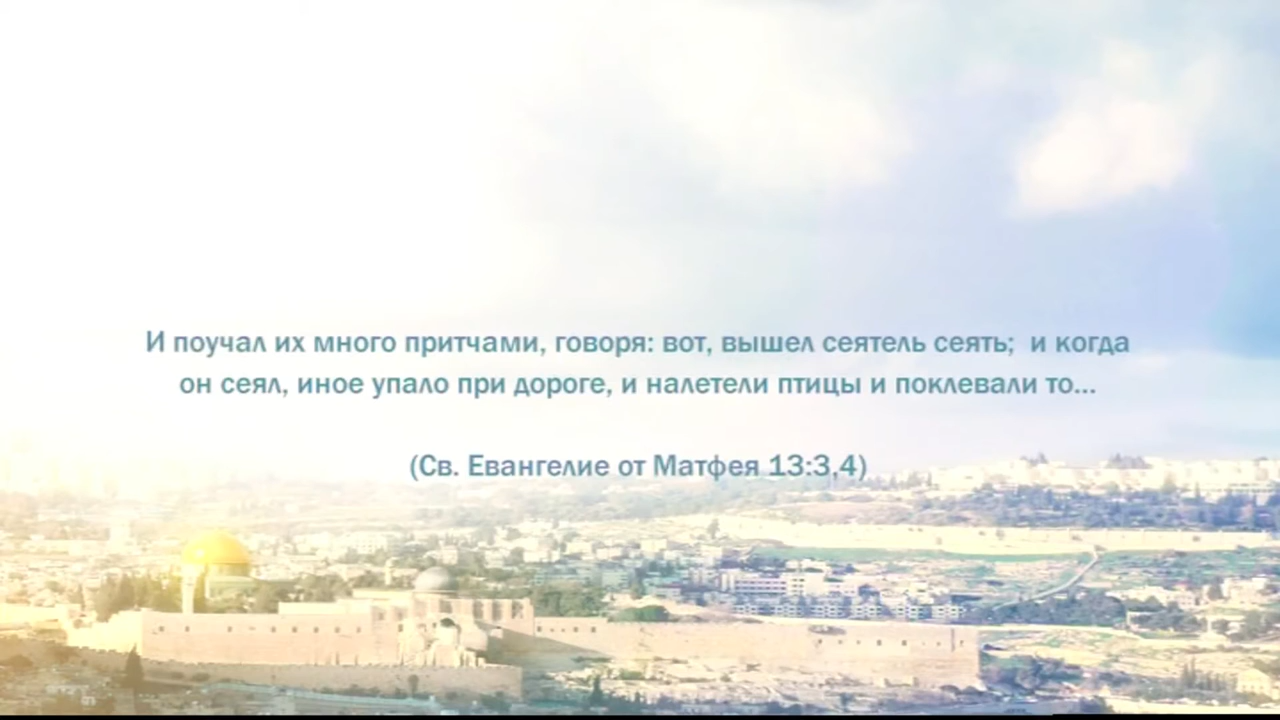 И поучал их много притчами, говоря: вот, вышел сеятель сеять; и когда
он сеял, иное упало при дороге, и налетели птицы и поклевали то...
(Св. Евангелие от Матфея 13:3,4)